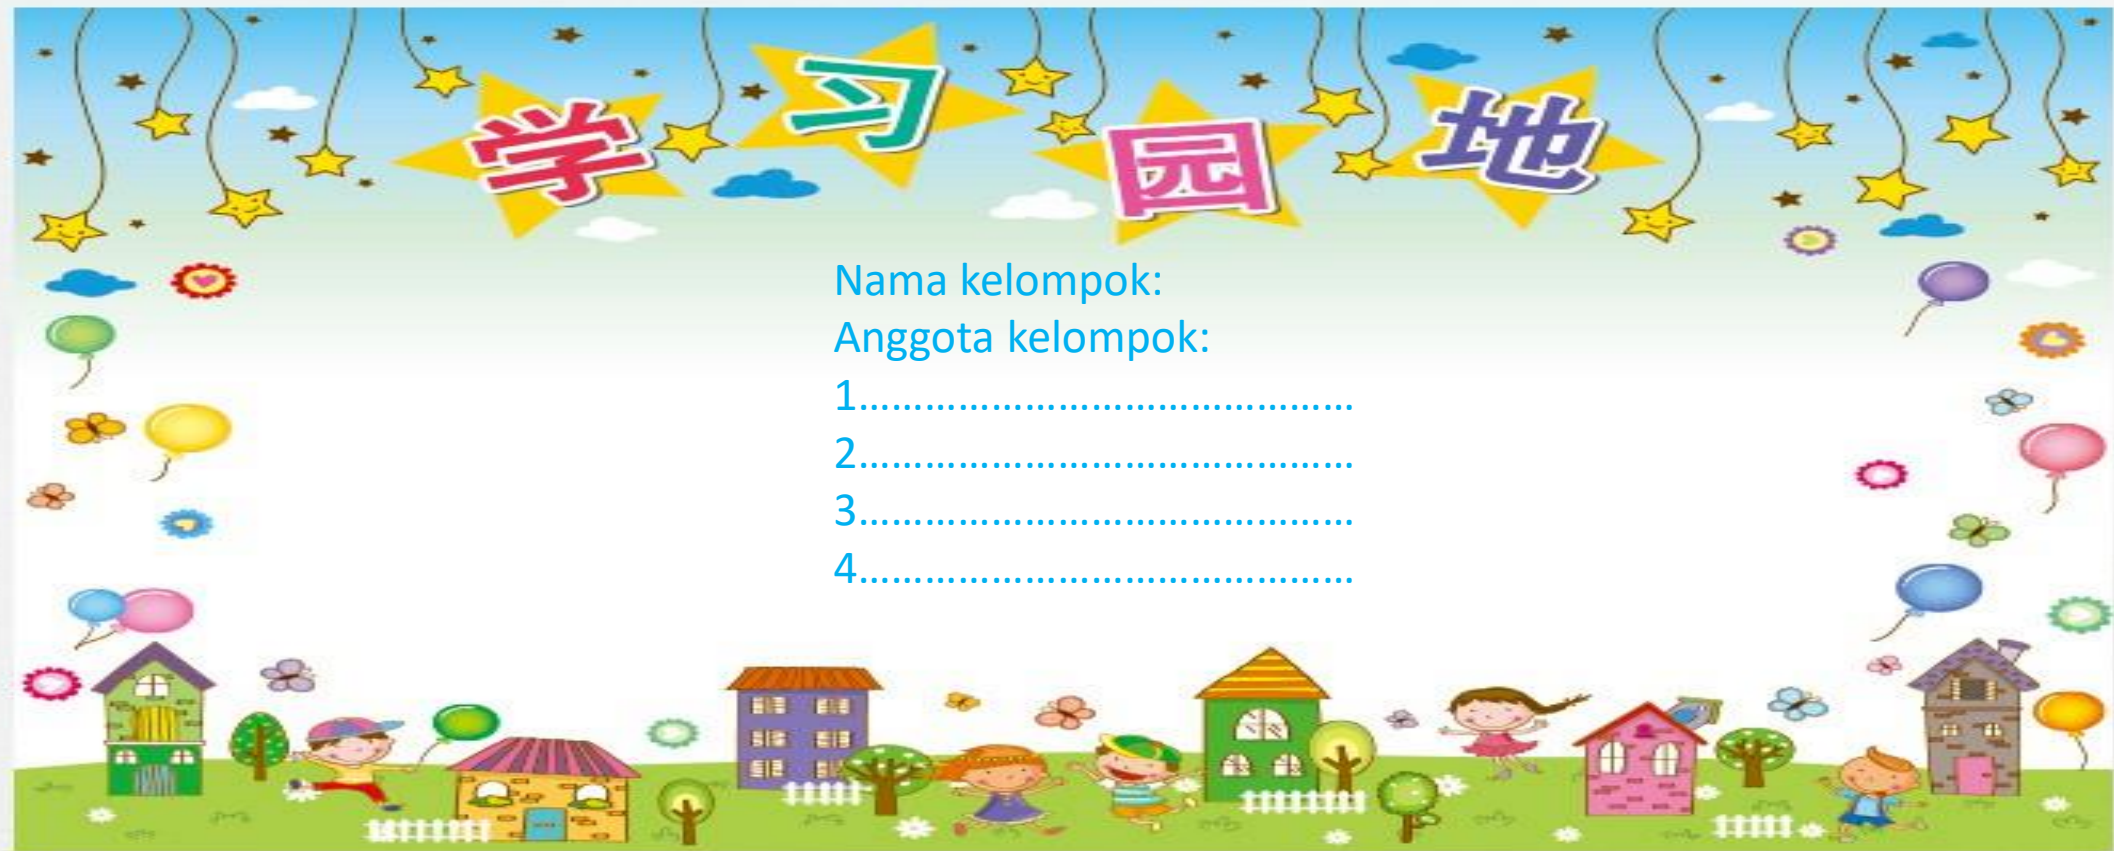 学习园地
Nama kelompok:
Anggota kelompok:
1……………………………………….
2……………………………………….
3……………………………………….
4……………………………………….